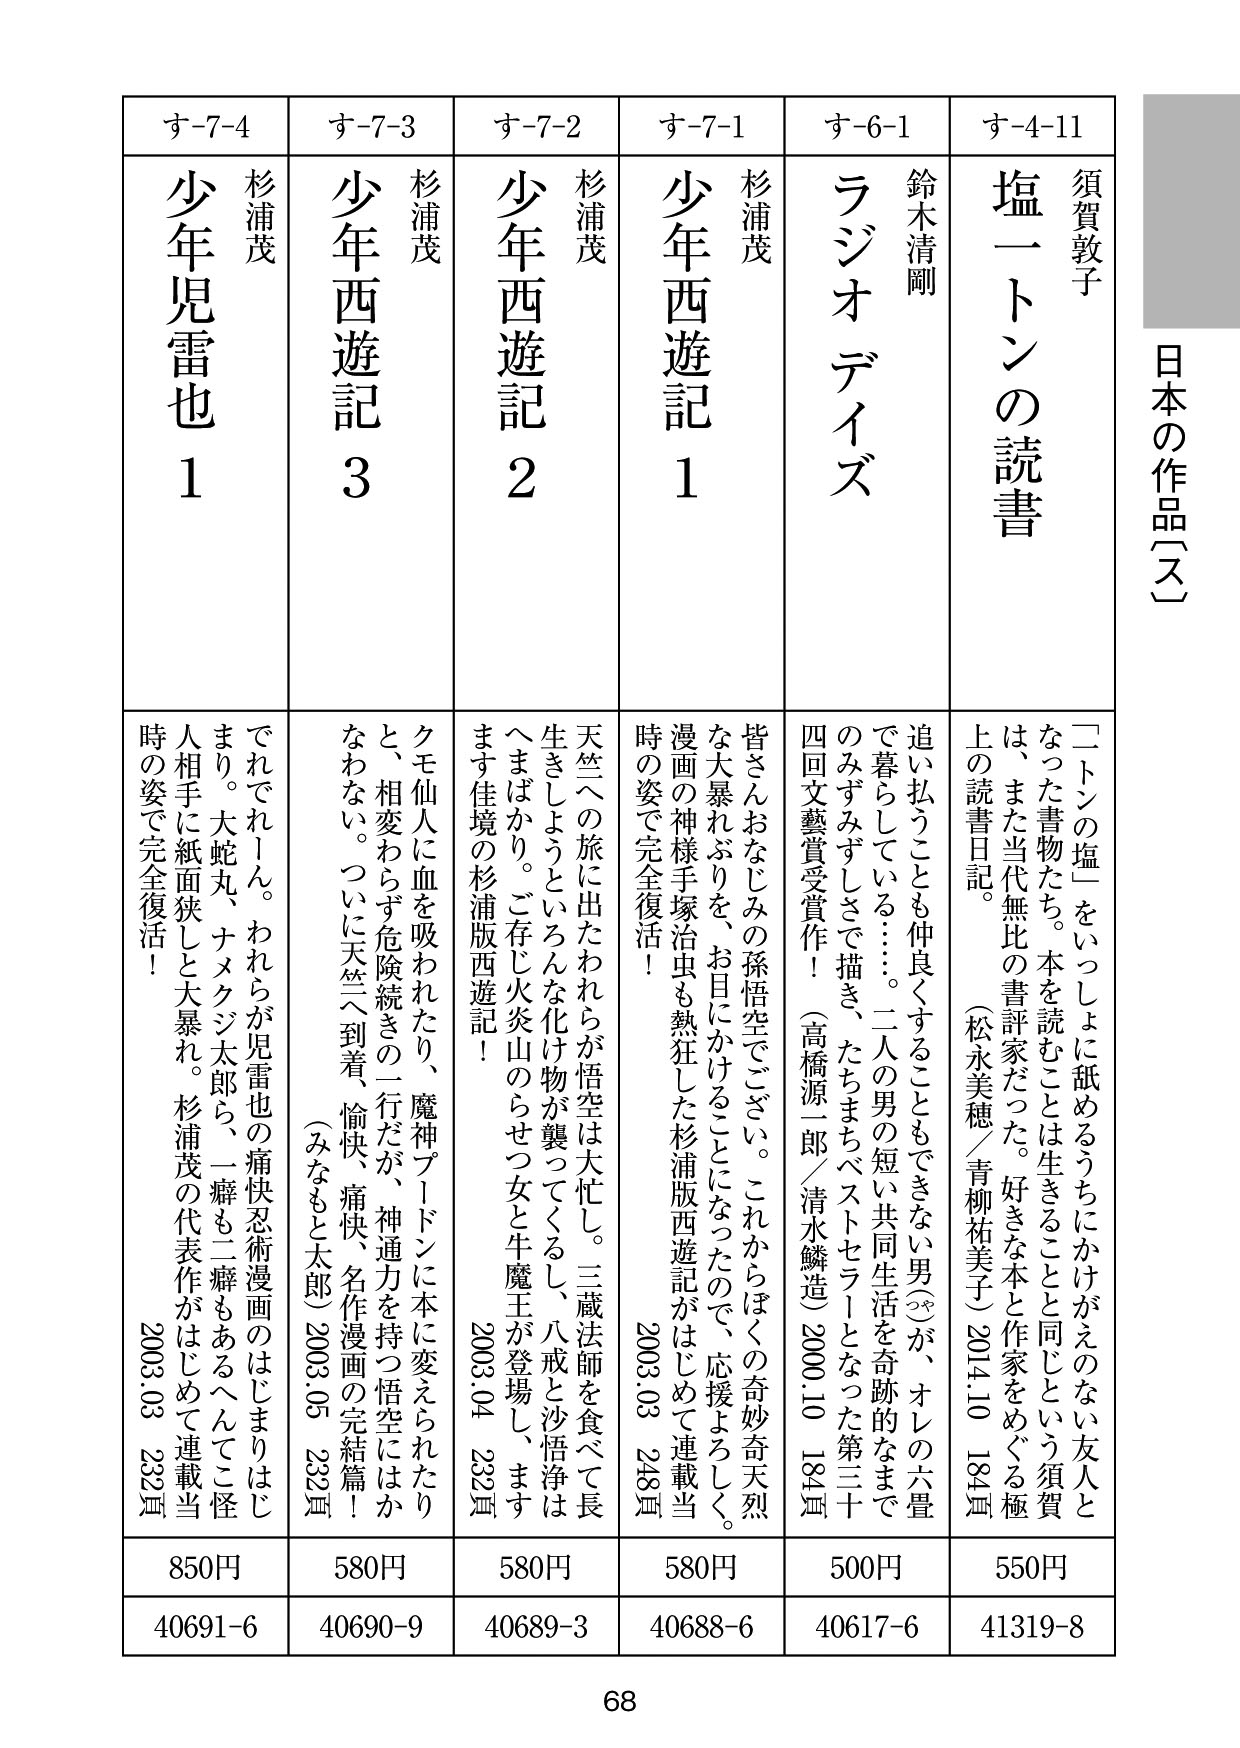 日本の作品〔ス〕
す-4-11
須賀敦子
塩一トンの読書
「一トンの塩」をいっしょに舐めるうちにかけがえのない友人と
なった書物たち。本を読むことは生きることと同じという須賀
は、また当代無比の書評家だった。好きな本と作家をめぐる極
上の読書日記。　（松永美穂／青柳祐美子）2014.10　184頁
550円
41319-8
す-6-1
鈴木清剛
ラジオ デイズ
追い払うことも仲良くすることもできない男（つや）が、オレの六畳
で暮らしている……。二人の男の短い共同生活を奇跡的なまで
のみずみずしさで描き、たちまちベストセラーとなった第三十
四回文藝賞受賞作！　（高橋源一郎／清水鱗造）2000.10　184頁
500円
40617-6
す-7-1
杉浦茂
少年西遊記　1
皆さんおなじみの孫悟空でござい。これからぼくの奇妙奇天烈
な大暴れぶりを、お目にかけることになったので、応援よろしく。
漫画の神様手塚治虫も熱狂した杉浦版西遊記がはじめて連載当
時の姿で完全復活！　2003.03　248頁
580円
40688-6
す-7-2
杉浦茂
少年西遊記　2
天竺への旅に出たわれらが悟空は大忙し。三蔵法師を食べて長
生きしようといろんな化け物が襲ってくるし、八戒と沙悟浄は
へまばかり。ご存じ火炎山のらせつ女と牛魔王が登場し、ます
ます佳境の杉浦版西遊記！　2003.04　232頁
580円
40689-3
す-7-3
杉浦茂
少年西遊記　3
クモ仙人に血を吸われたり、魔神プードンに本に変えられたり
と、相変わらず危険続きの一行だが、神通力を持つ悟空にはか
なわない。ついに天竺へ到着、愉快、痛快、名作漫画の完結篇！
（みなもと太郎）2003.05　232頁
580円
40690-9
す-7-4
杉浦茂
少年児雷也　1
でれでれーん。われらが児雷也の痛快忍術漫画のはじまりはじ
まり。大蛇丸、ナメクジ太郎ら、一癖も二癖もあるへんてこ怪
人相手に紙面狭しと大暴れ。杉浦茂の代表作がはじめて連載当
時の姿で完全復活！　2003.03　232頁
850円
40691-6
68